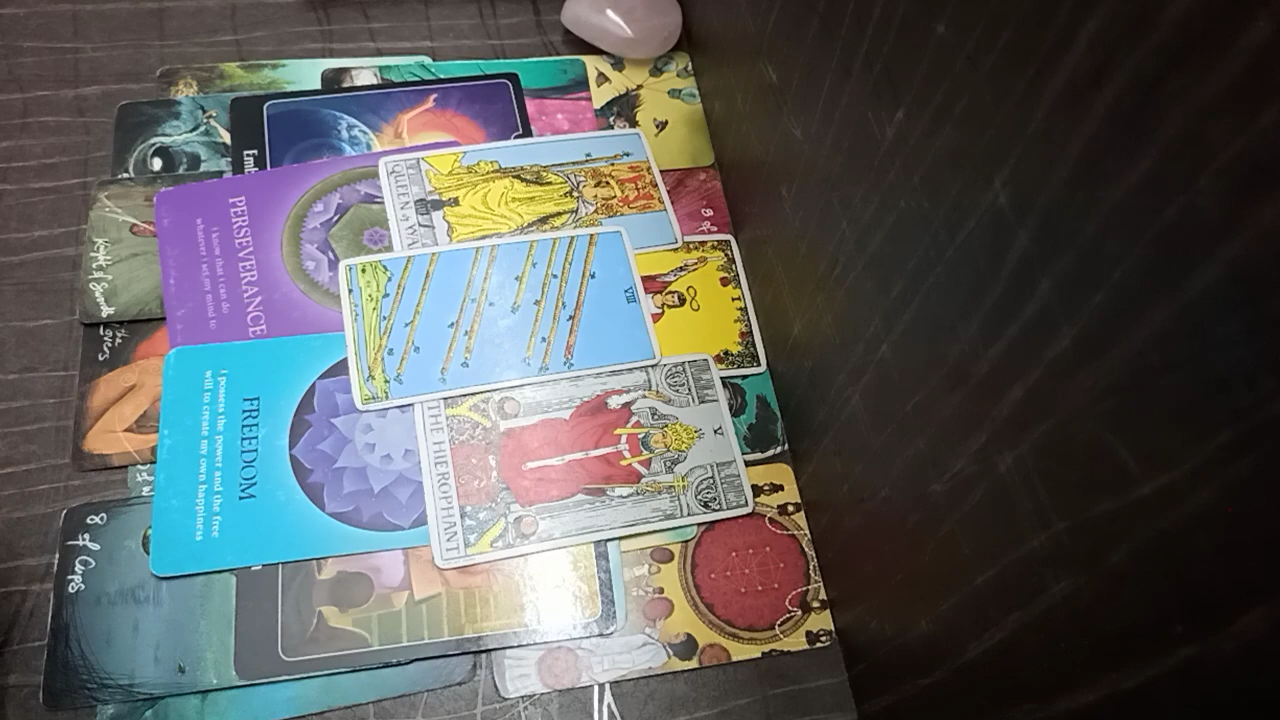 QUEEN of WA
VIII
I
8 of
PERSEVERANCE
I know that I can do
whatever I set my mind to
Knight of Swords
the
Lovers
FREEDOM
I possess the power and the free
will to create my own happiness
V
THE HIEROPHANT
8 of Cups
Emb